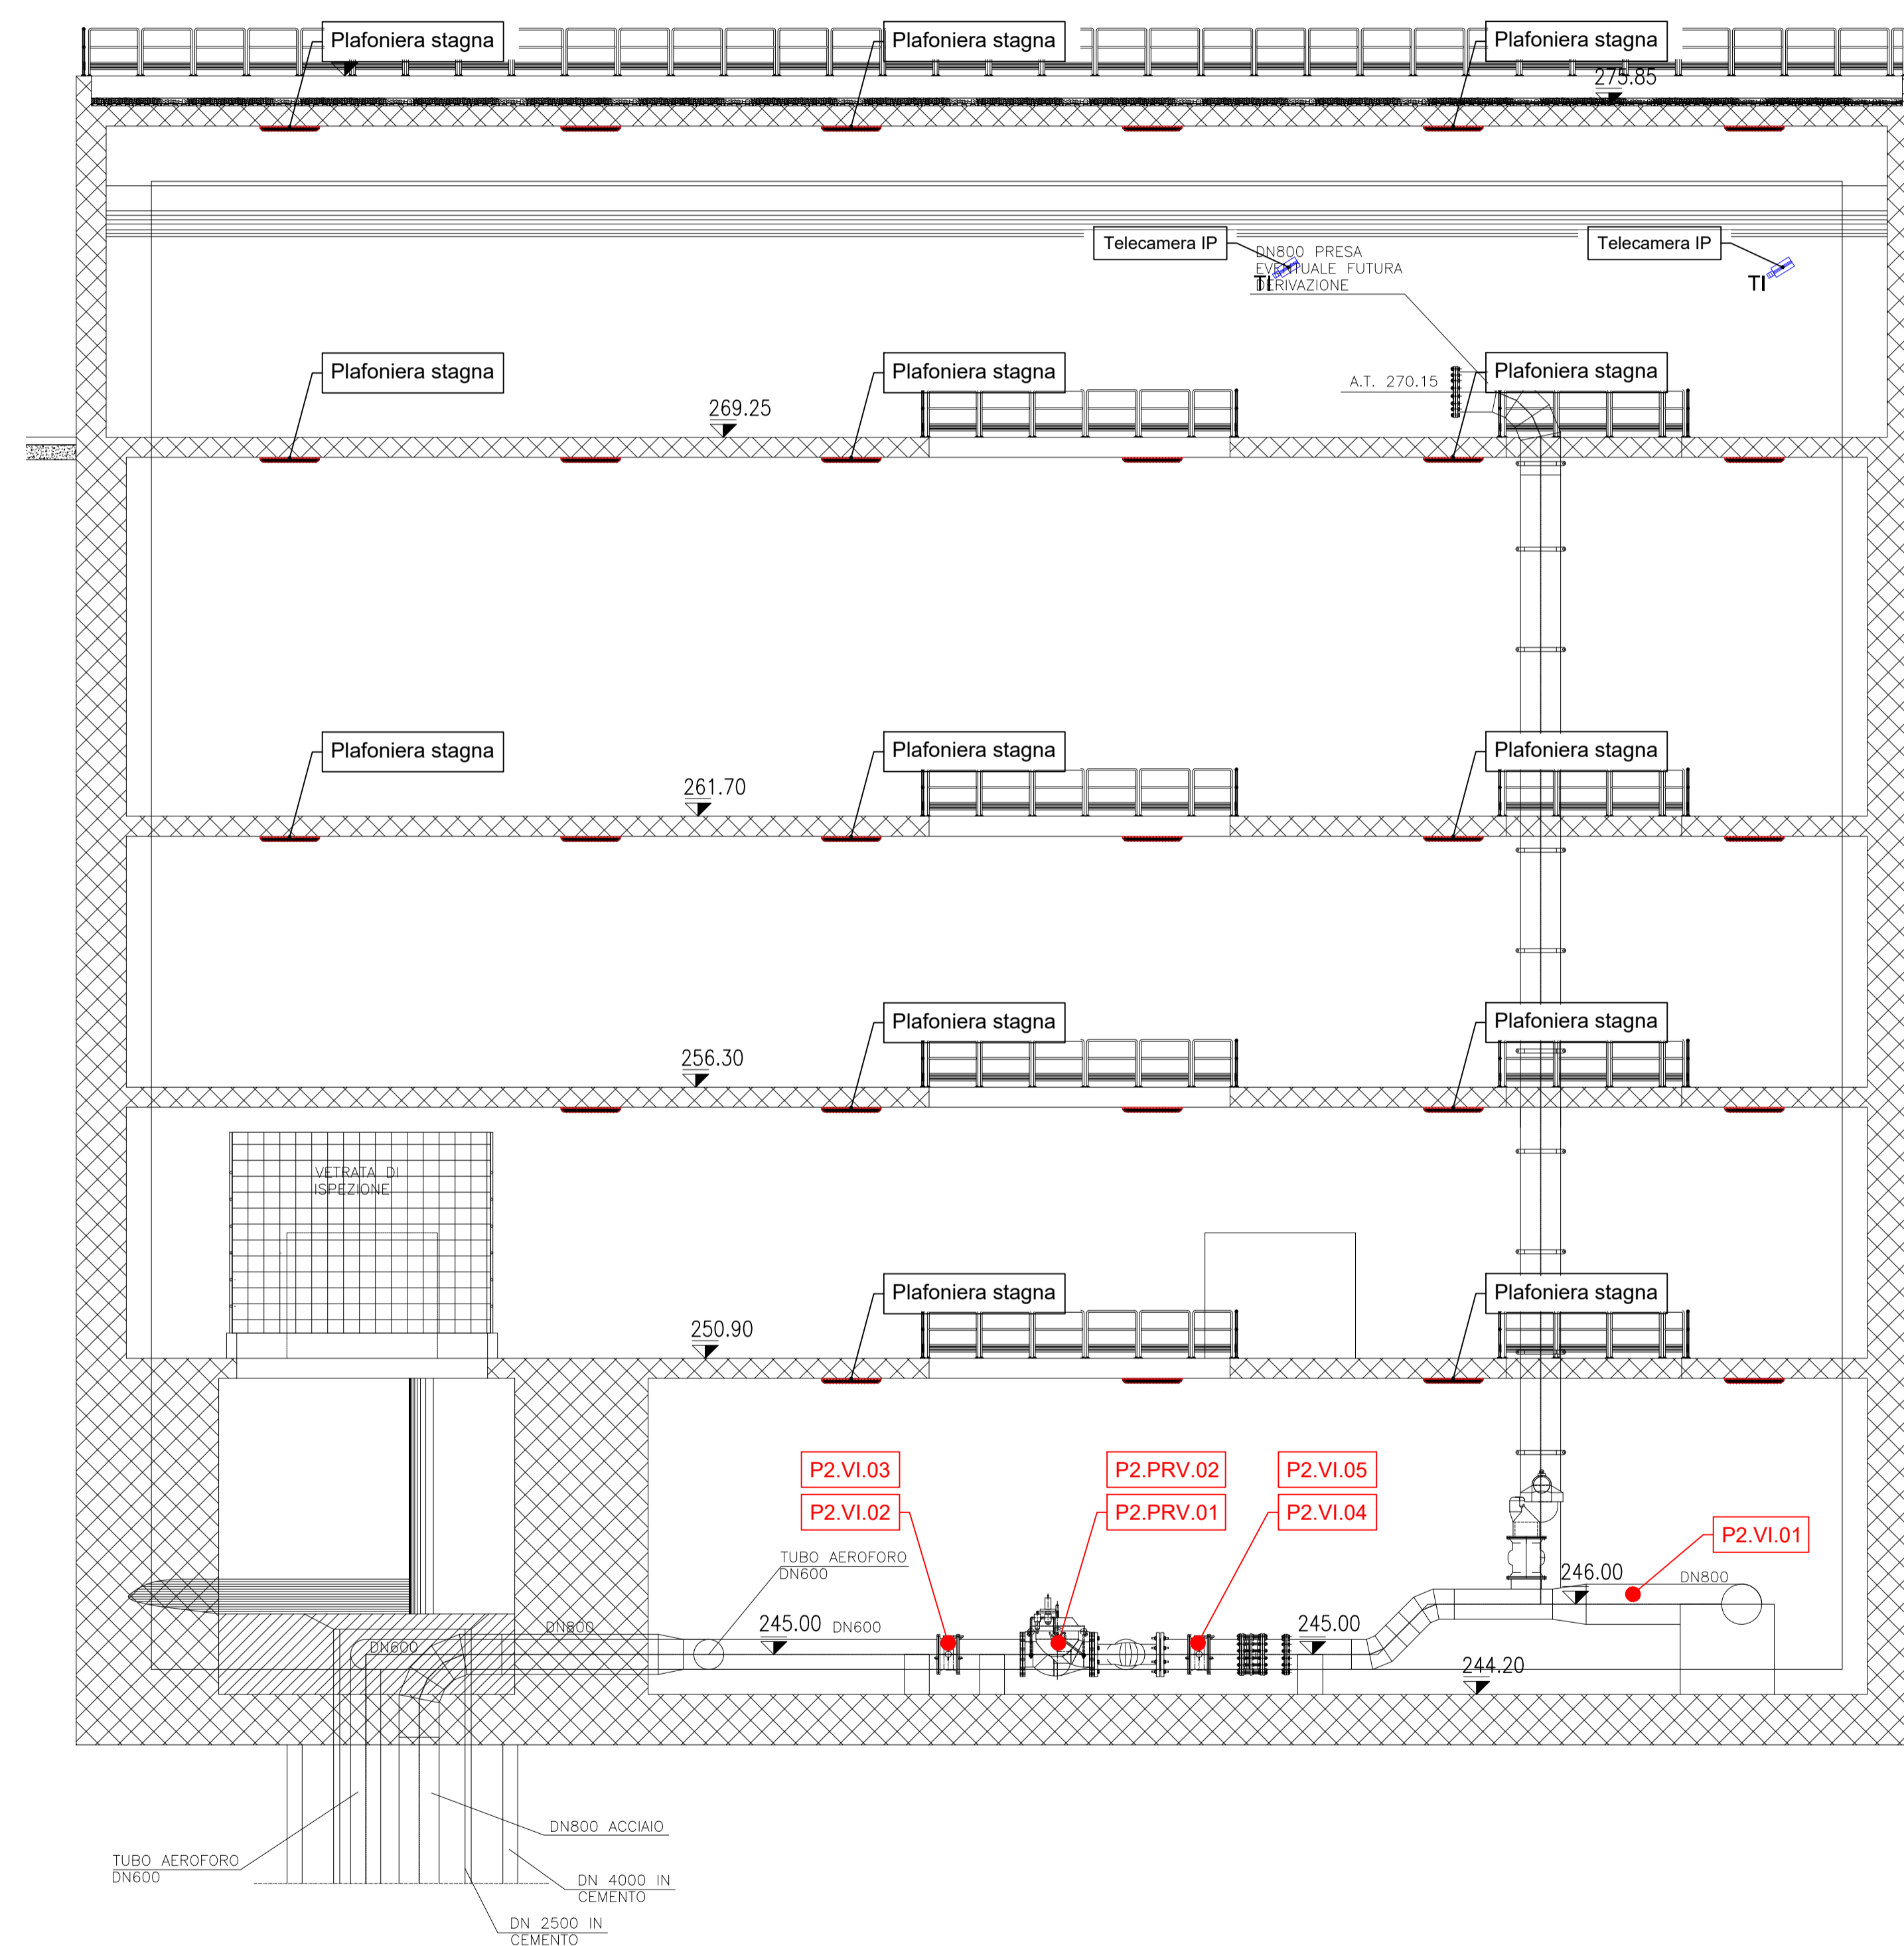 Plafoniera stagna
Plafoniera stagna
Plafoniera stagna
275.85
Telecamera IP
Telecamera IP
DN800 PRESA
EVENTUALE FUTURA
DERIVAZIONE
TI
TI
Plafoniera stagna
Plafoniera stagna
Plafoniera stagna
A.T. 270.15
269.25
Plafoniera stagna
Plafoniera stagna
Plafoniera stagna
261.70
Plafoniera stagna
Plafoniera stagna
256.30
VETRATA DI
ISPEZIONE
Plafoniera stagna
Plafoniera stagna
250.90
P2.VI.03
P2.PRV.02
P2.VI.05
P2.VI.02
P2.PRV.01
P2.VI.04
P2.VI.01
TUBO AEROFORO
DN600
246.00
DN800
DN800
DN600
245.00
DN600
245.00
244.20
DN800 ACCIAIO
TUBO AEROFORO
DN600
DN 4000 IN
CEMENTO
DN 2500 IN
CEMENTO